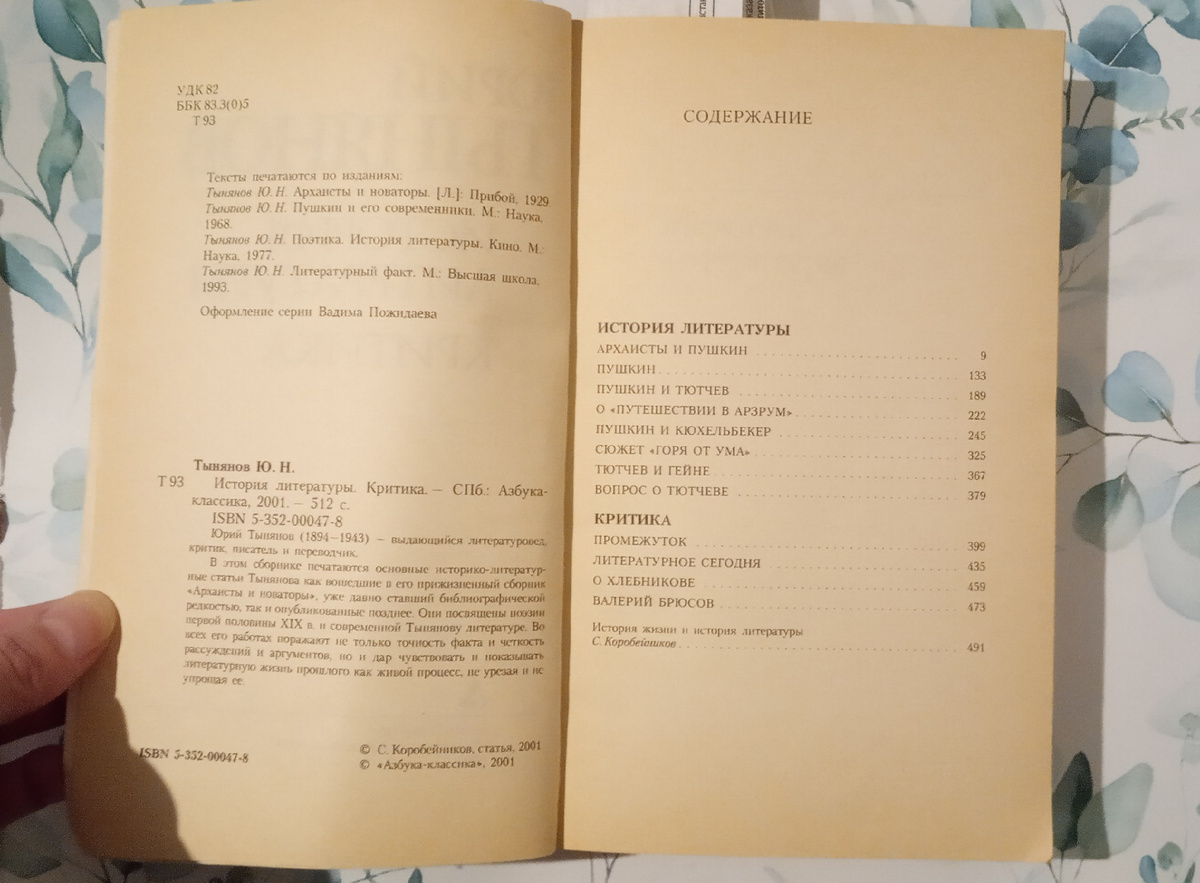 УДК 82
ББК 83.3(0)5
Т 93
Тексты печатаются по изданиям:
Тынянов Ю. Н. Архаисты и новаторы. [Л.]: Прибой, 1929
Тынянов Ю. Н. Пушкин и его современники. М.: Наука,
1968.
Тынянов Ю. Н. Поэтика. История литературы. Кино. М.:
Наука, 1977.
Тынянов Ю. Н. Литературный факт. М.: Высшая школа,
1993.
Оформление серии Вадима Пожидаева
Тынянов Ю. Н.
Т 93 История литературы. Критика. — СПб.: Азбука-
классика, 2001. — 512 с.
ISBN 5-352-00047-8
Юрий Тынянов (1894—1943) — выдающийся литературовед,
критик, писатель и переводчик.
В этом сборнике печатаются основные историко-литератур-
ные статьи Тынянова как вошедшие в его прижизненный сборник
«Архаисты и новаторы», уже давно ставший библиографической
редкостью, так и опубликованные позднее. Они посвящены поэзии
первой половины XIX в. и современной Тынянову литературе. Во
всех его работах поражают не только точность факта и четкость
рассуждений и аргументов, но и дар чувствовать и показывать
литературную жизнь прошлого как живой процесс, не урезая и не
упрощая ее.
ISBN 5-352-00047-8
© С. Коробейников, статья, 2001
© «Азбука-классика», 2001
СОДЕРЖАНИЕ
ИСТОРИЯ ЛИТЕРАТУРЫ
АРХАИСТЫ И ПУШКИН 9
ПУШКИН 133
ПУШКИН И ТЮТЧЕВ 189
О «ПУТЕШЕСТВИИ В АРЗРУМ» 222
ПУШКИН И КЮХЕЛЬБЕКЕР 245
СЮЖЕТ «ГОРЯ ОТ УМА» 325
ТЮТЧЕВ И ГЕЙНЕ 367
ВОПРОС О ТЮТЧЕВЕ 379
КРИТИКА
ПРОМЕЖУТОК 399
ЛИТЕРАТУРНОЕ СЕГОДНЯ 435
О ХЛЕБНИКОВЕ 459
ВАЛЕРИЙ БРЮСОВ 473
История жизни и история литературы
С. Коробейников 491